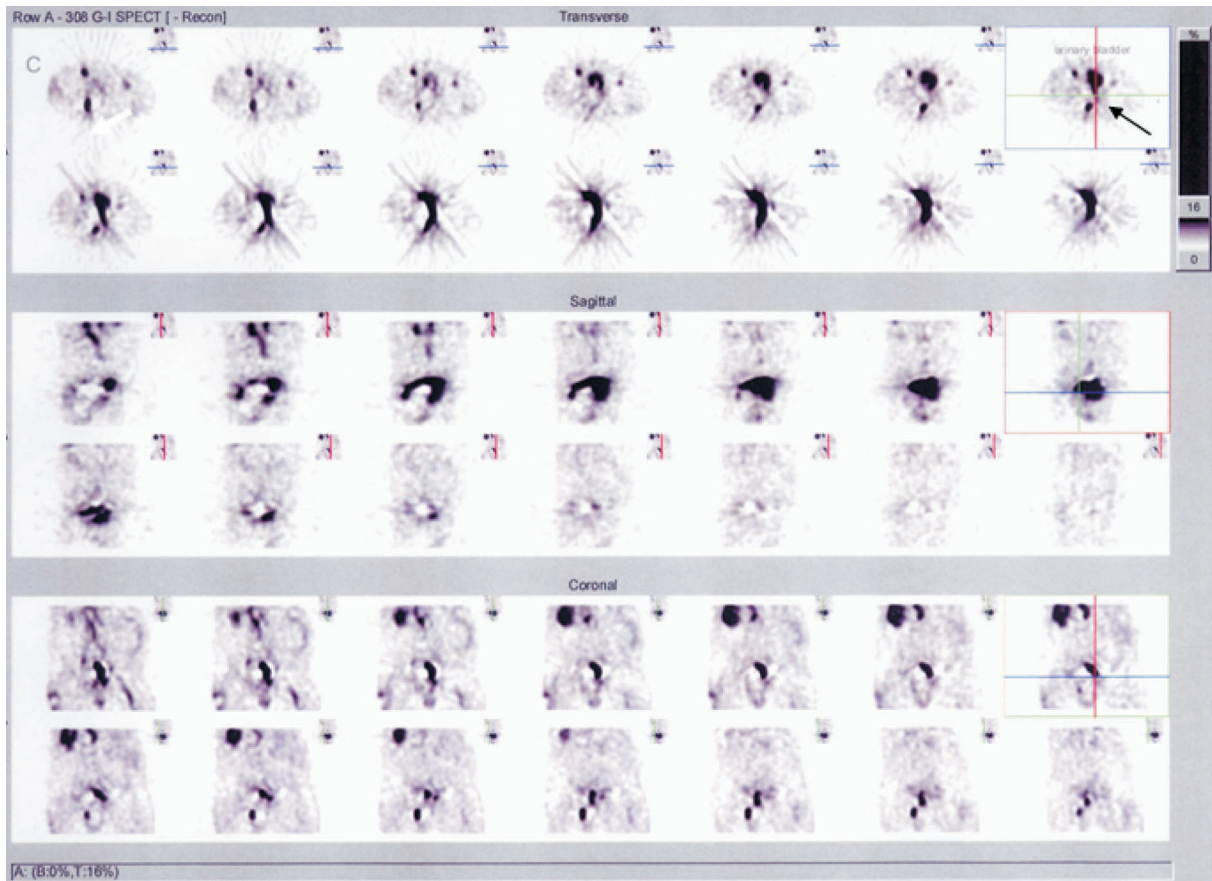 Row A - 308 G-I SPECT [ - Recon]
Transverse
%
C
urinary bladder
16
0
Sagittal
Coronal
A: (B:0%,T:16%)